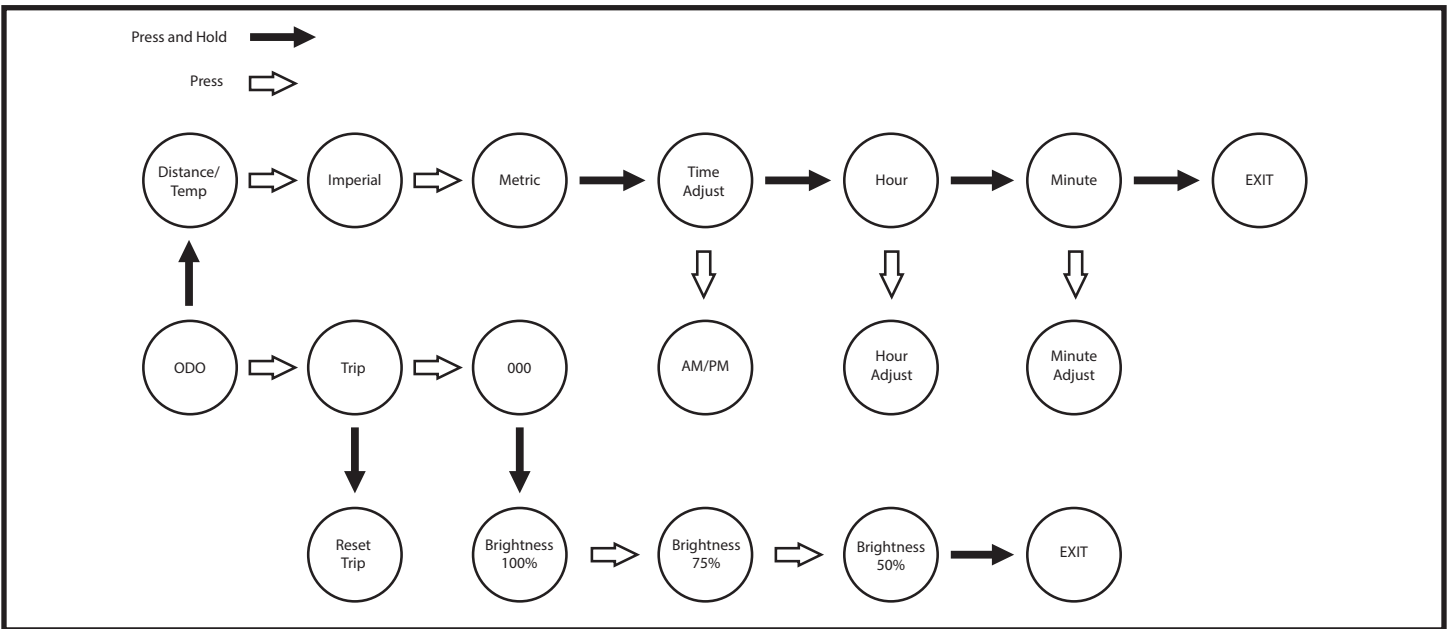 Press and Hold
Press
Distance/
Temp
Imperial
Metric
Time
Adjust
Hour
Minute
EXIT
ODO
Trip
000
AM/PM
Hour
Adjust
Minute
Adjust
Reset
Trip
Brightness
100%
Brightness
75%
Brightness
50%
EXIT